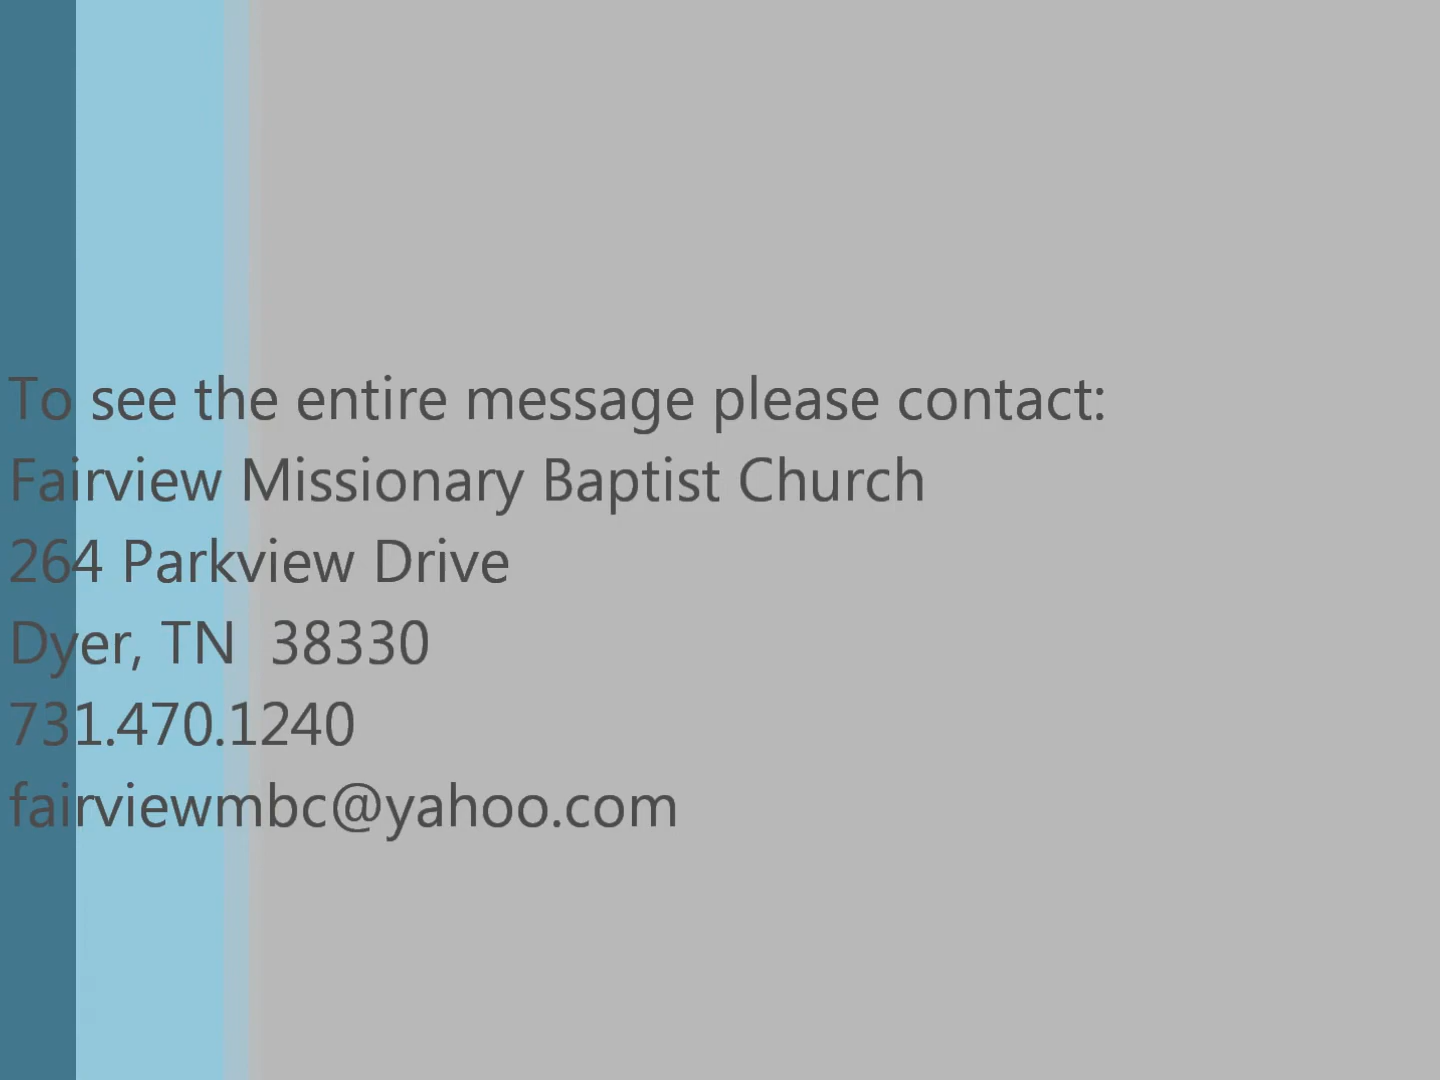 To see the entire message please contact:
Fairview Missionary Baptist Church
264 Parkview Drive
Dyer, TN  38330
731.470.1240
fairviewmbc@yahoo.com